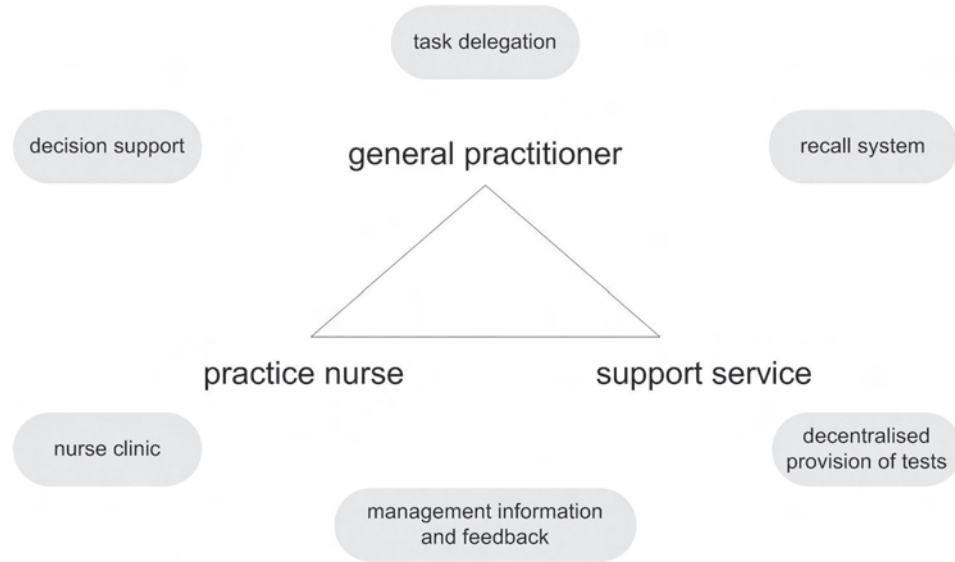 task delegation
decision support
recall system
general practitioner
practice nurse
support service
nurse clinic
decentralised
provision of tests
management information
and feedback